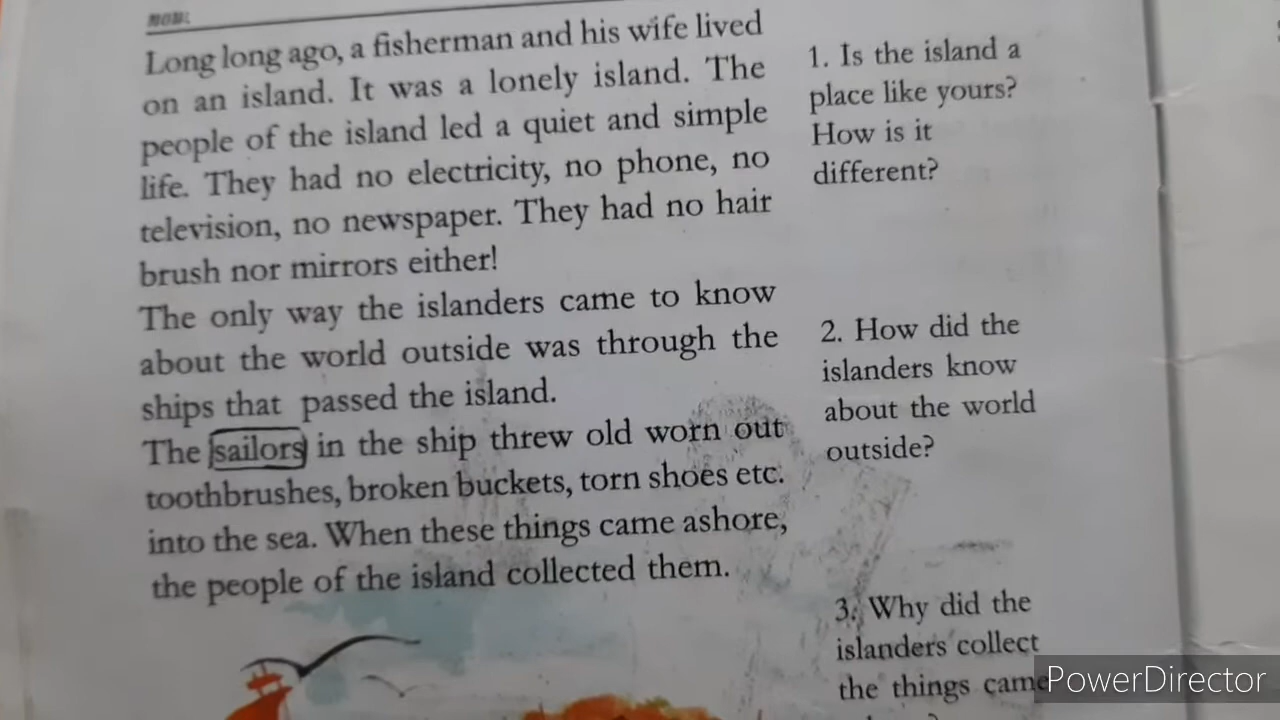 Long long ago, a fisherman and his wife lived
on an island. It was a lonely island. The
people of the island led a quiet and simple
life. They had no electricity, no phone, no
television, no newspaper. They had no hair
brush nor mirrors either!
The only way the islanders came to know
about the world outside was through the
ships that passed the island.
The sailors in the ship threw old worn out
toothbrushes, broken buckets, torn shoes etc.
into the sea. When these things came ashore,
the people of the island collected them.
1. Is the island a
place like yours?
How is it
different?
2. How did the
islanders know
about the world
outside?
3. Why did the
islanders collect
the things came
PowerDirector